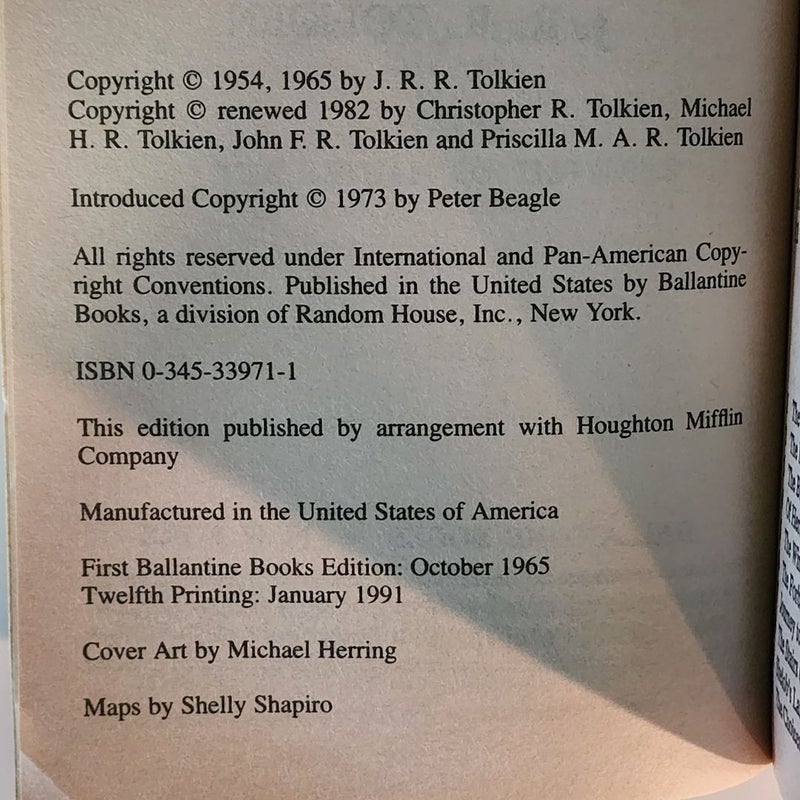 Copyright © 1954, 1965 by J. R. R. Tolkien
Copyright © renewed 1982 by Christopher R. Tolkien, Michael
H. R. Tolkien, John F. R. Tolkien and Priscilla M. A. R. Tolkien
Introduced Copyright © 1973 by Peter Beagle
All rights reserved under International and Pan-American Copy-
right Conventions. Published in the United States by Ballantine
Books, a division of Random House, Inc., New York.
ISBN 0-345-33971-1
This edition published by arrangement with Houghton Mifflin
Company
Manufactured in the United States of America
First Ballantine Books Edition: October 1965
Twelfth Printing: January 1991
Cover Art by Michael Herring
Maps by Shelly Shapiro